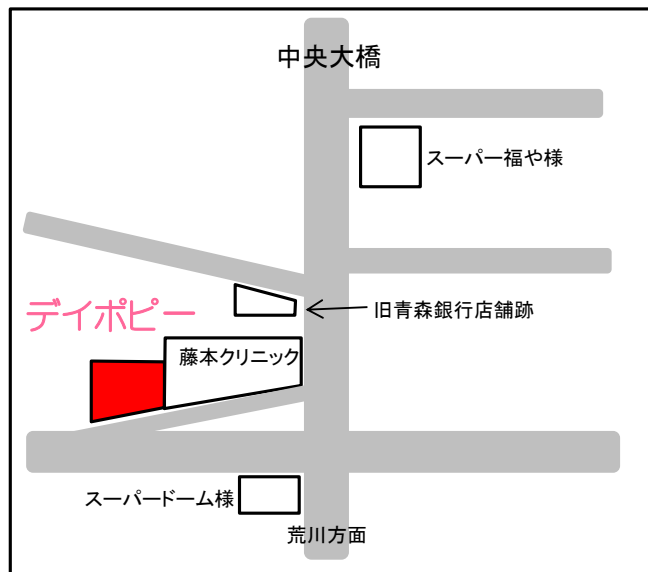 中央大橋
スーパー福や様
デイポピー
旧青森銀行店舗跡
藤本クリニック
スーパードーム様
荒川方面